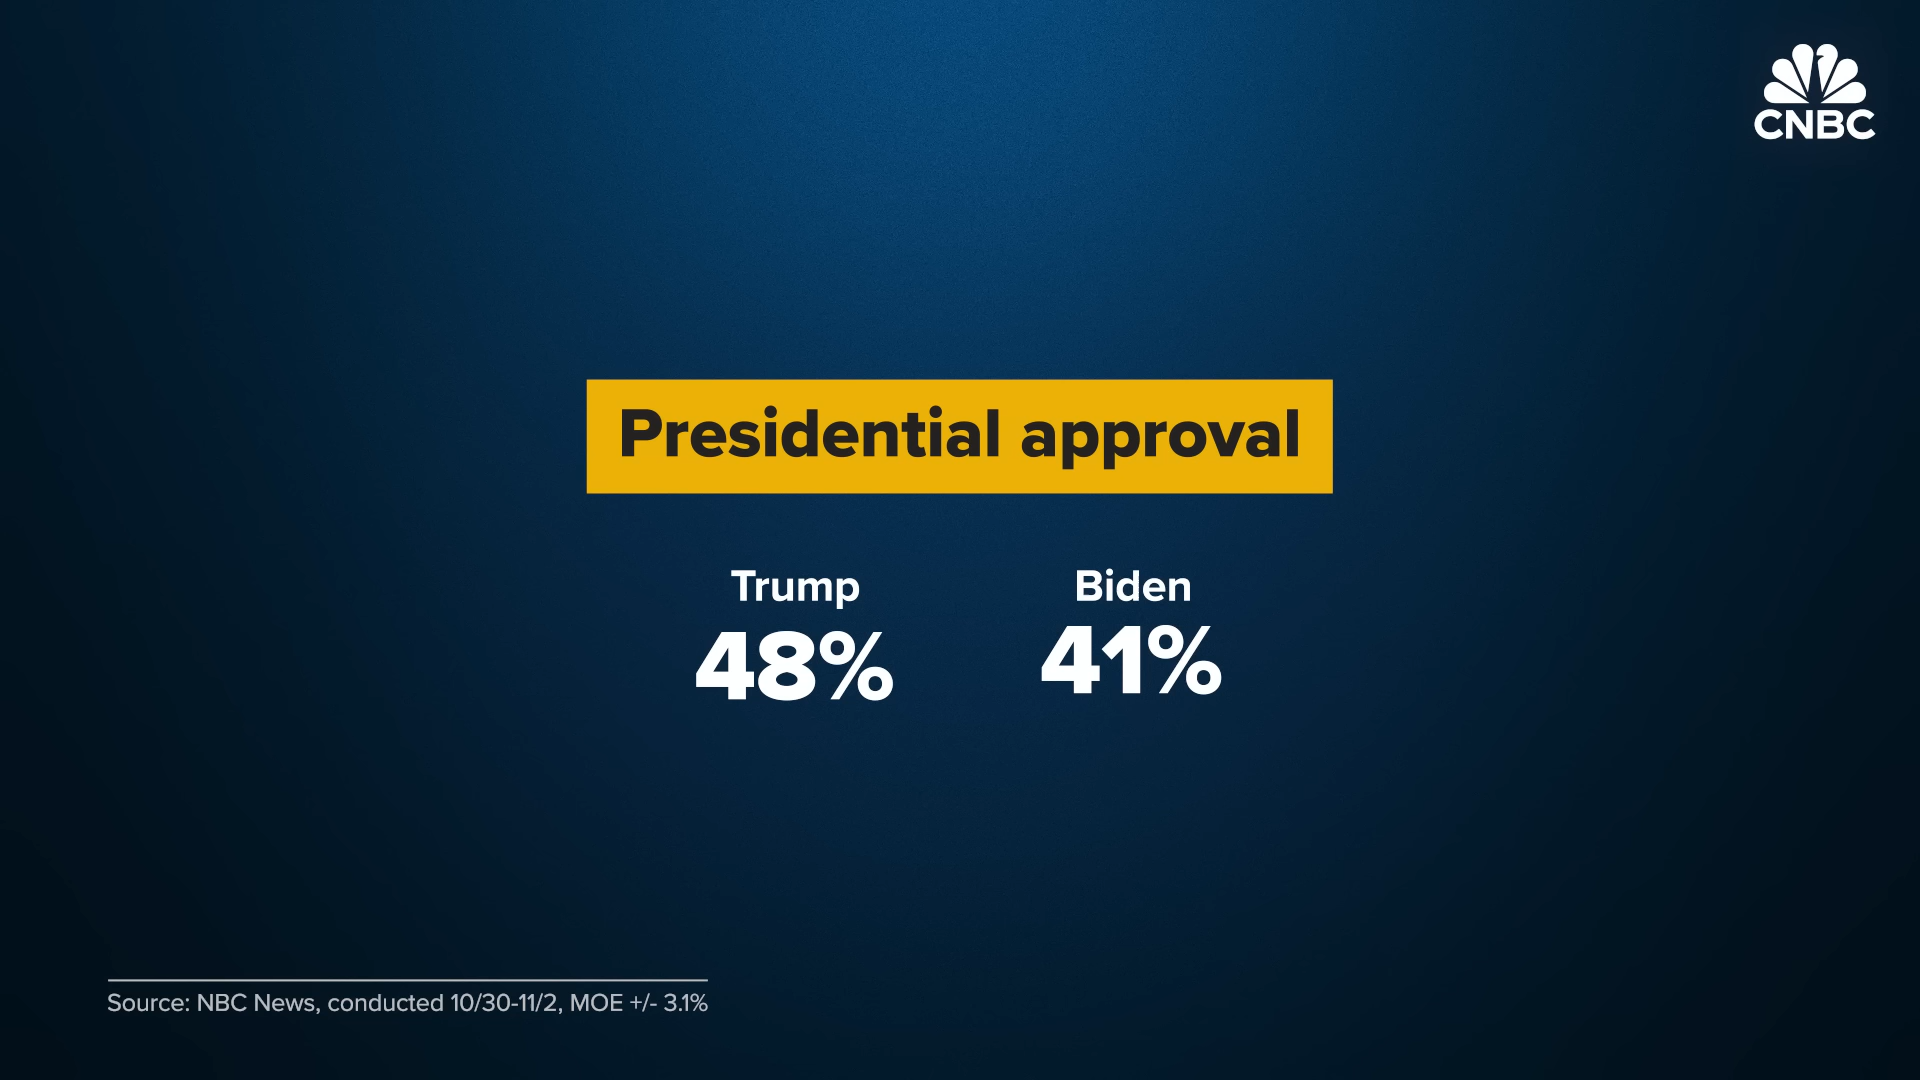 CNBC
Presidential approval
Trump
48%
Biden
41%
Source: NBC News, conducted 10/30-11/2, MOE +/- 3.1%